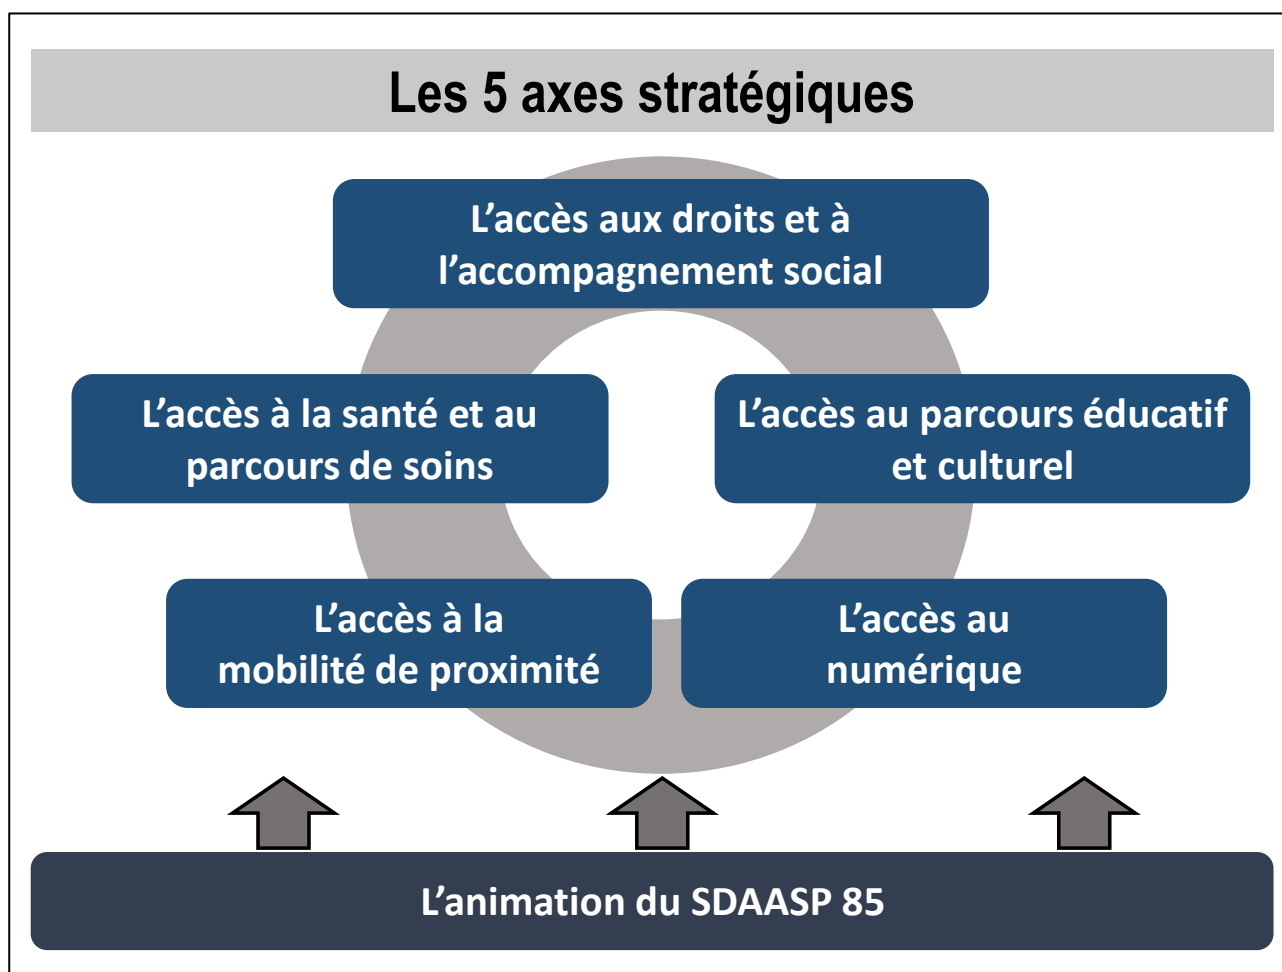 Les 5 axes stratégiques
L’accès aux droits et à
l’accompagnement social
L’accès à la santé et au
parcours de soins
L’accès au parcours éducatif
et culturel
L’accès à la
mobilité de proximité
L’accès au
numérique
L’animation du SDAASP 85